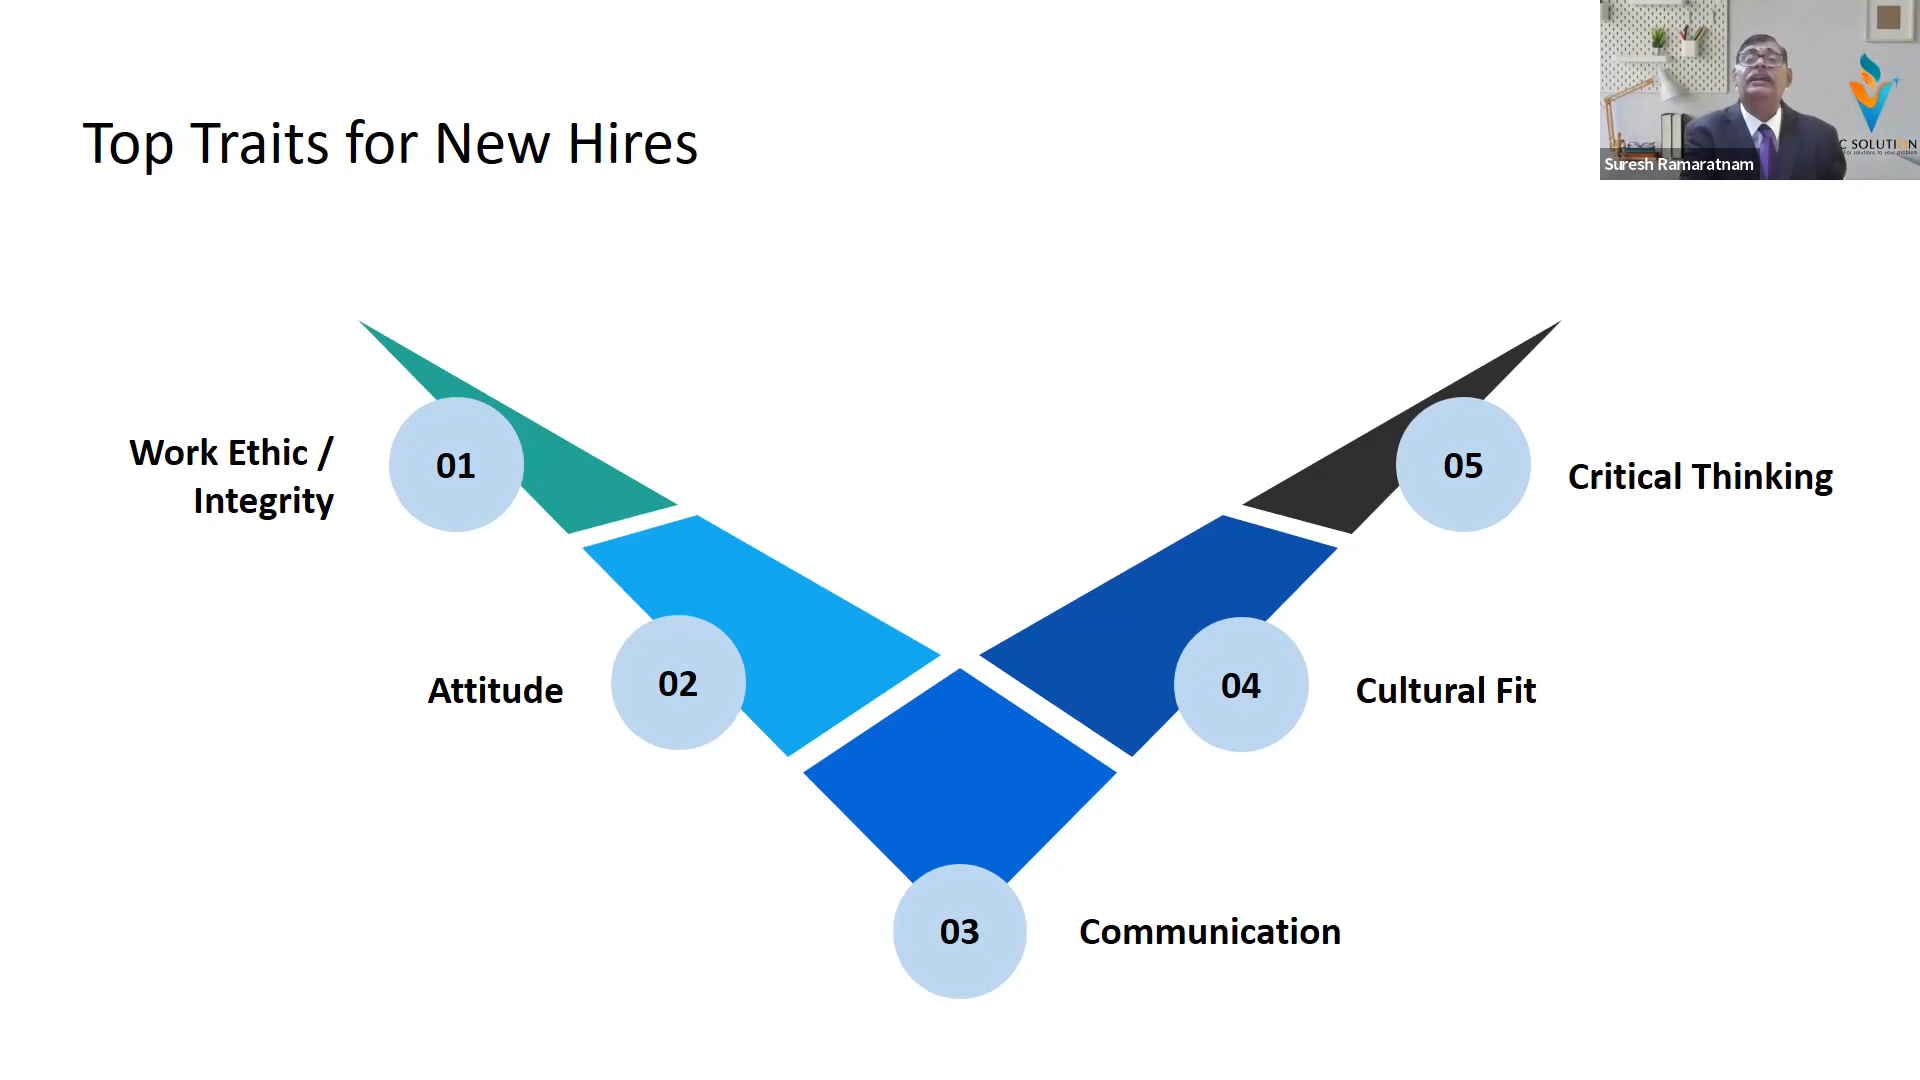 Top Traits for New Hires
C SOLUTION
Suresh Ramaratnam
01
Work Ethic /
Integrity
02
Attitude
03
Communication
04
Cultural Fit
05
Critical Thinking